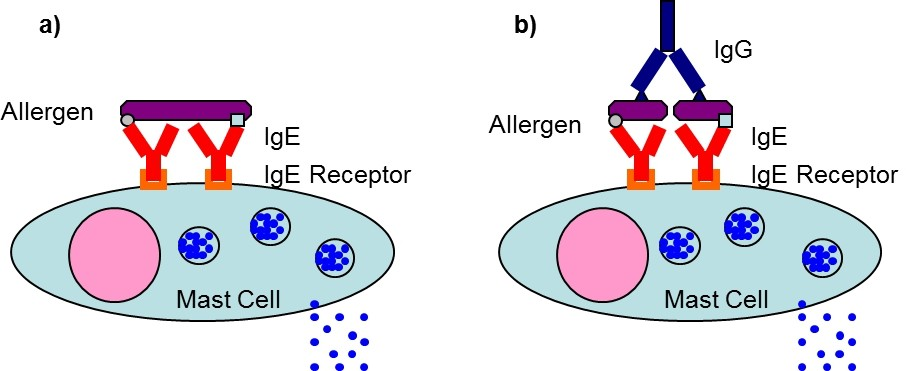 a)
Allergen
IgE
IgE Receptor
Mast Cell
b)
IgG
Allergen
IgE
IgE Receptor
Mast Cell